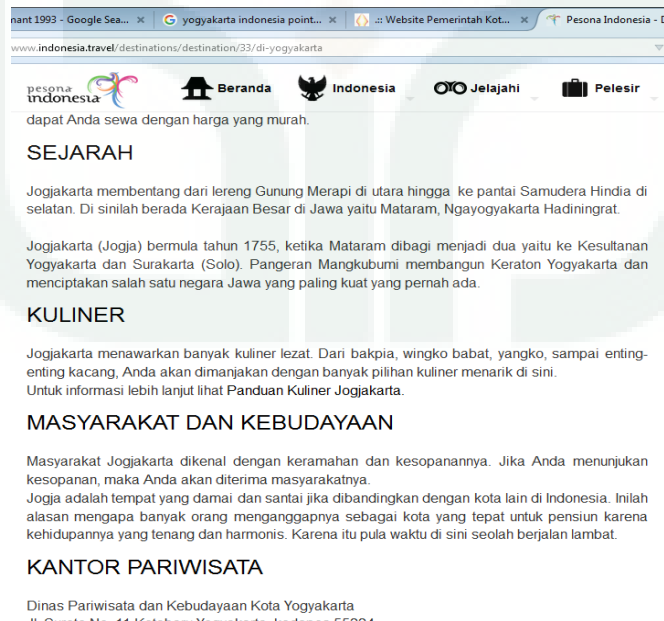 nant 1993 - Google Sea... ×
yogyakarta indonesia point... ×
.:: Website Pemerintah Kot... ×
Pesona Indonesia - D
www.indonesia.travel/destinations/destination/33/di-yogyakarta
pesona
indonesia
Beranda
Indonesia
Jelajahi
Pelesir
dapat Anda sewa dengan harga yang murah.
SEJARAH
Jogjakarta membentang dari lereng Gunung Merapi di utara hingga ke pantai Samudera Hindia di
selatan. Di sinilah berada Kerajaan Besar di Jawa yaitu Mataram, Ngayogyakarta Hadiningrat.
Jogjakarta (Jogja) bermula tahun 1755, ketika Mataram dibagi menjadi dua yaitu ke Kesultanan
Yogyakarta dan Surakarta (Solo). Pangeran Mangkubumi membangun Keraton Yogyakarta dan
menciptakan salah satu negara Jawa yang paling kuat yang pernah ada.
KULINER
Jogjakarta menawarkan banyak kuliner lezat. Dari bakpia, wingko babat, yangko, sampai enting-
enting kacang, Anda akan dimanjakan dengan banyak pilihan kuliner menarik di sini.
Untuk informasi lebih lanjut lihat Panduan Kuliner Jogjakarta.
MASYARAKAT DAN KEBUDAYAAN
Masyarakat Jogjakarta dikenal dengan keramahan dan kesopanannya. Jika Anda menunjukan
kesopanan, maka Anda akan diterima masyarakatnya.
Jogja adalah tempat yang damai dan santai jika dibandingkan dengan kota lain di Indonesia. Inilah
alasan mengapa banyak orang menganggapnya sebagai kota yang tepat untuk pensiun karena
kehidupannya yang tenang dan harmonis. Karena itu pula waktu di sini seolah berjalan lambat.
KANTOR PARIWISATA
Dinas Pariwisata dan Kebudayaan Kota Yogyakarta